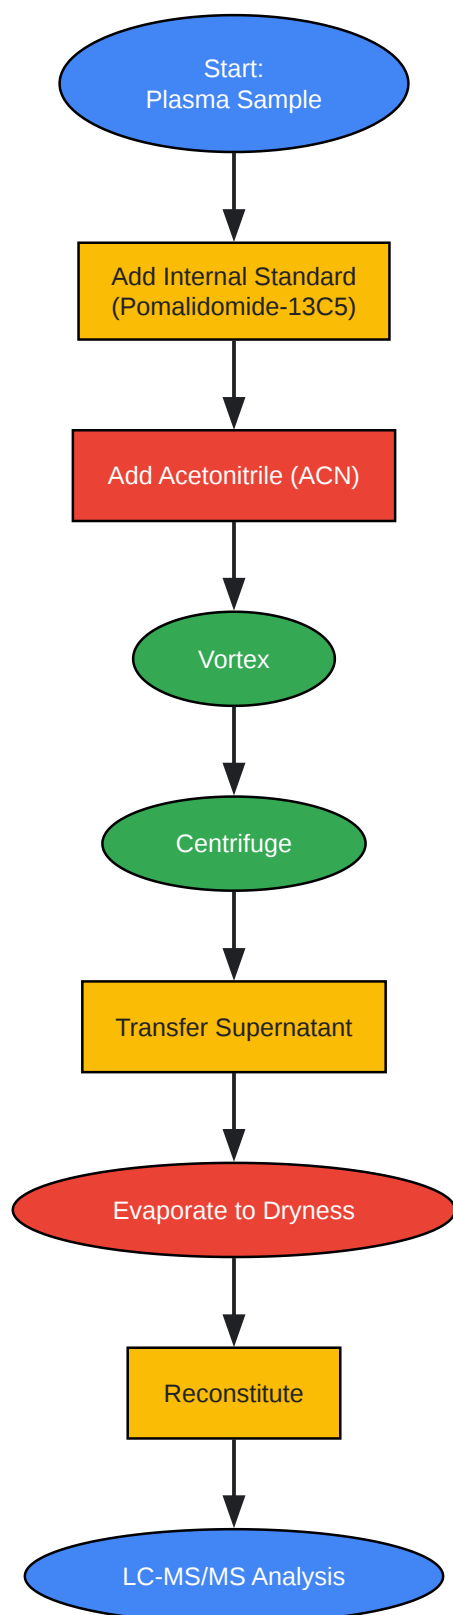 Start:
Plasma Sample
Add Internal Standard
(Pomalidomide-13C5)
Add Acetonitrile (ACN)
Vortex
Centrifuge
Transfer Supernatant
Evaporate to Dryness
Reconstitute
LC-MS/MS Analysis